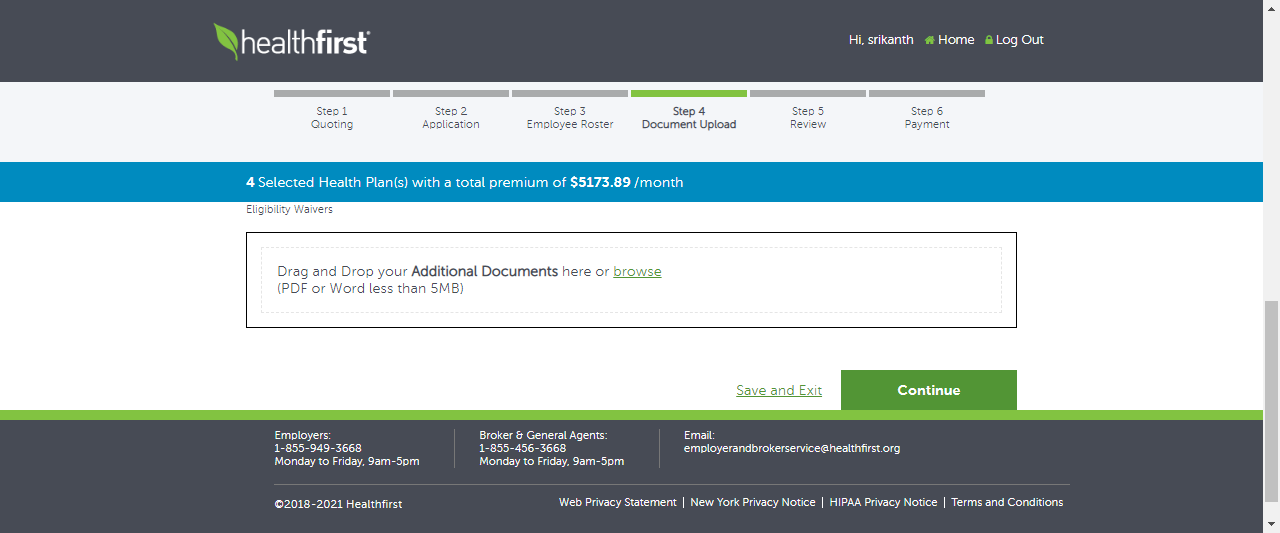 healthfirst
Hi, srikanth Home Log Out
Step 1
Quoting
Step 2
Application
Step 3
Employee Roster
Step 4
Document Upload
Step 5
Review
Step 6
Payment
4 Selected Health Plan(s) with a total premium of $5173.89 /month
Eligibility Waivers
Drag and Drop your Additional Documents here or browse
(PDF or Word less than 5MB)
Save and Exit
Continue
Employers:
1-855-949-3668
Monday to Friday, 9am-5pm
Broker & General Agents:
1-855-456-3668
Monday to Friday, 9am-5pm
Email:
employerandbrokerservice@healthfirst.org
©2018-2021 Healthfirst
Web Privacy Statement | New York Privacy Notice | HIPAA Privacy Notice | Terms and Conditions